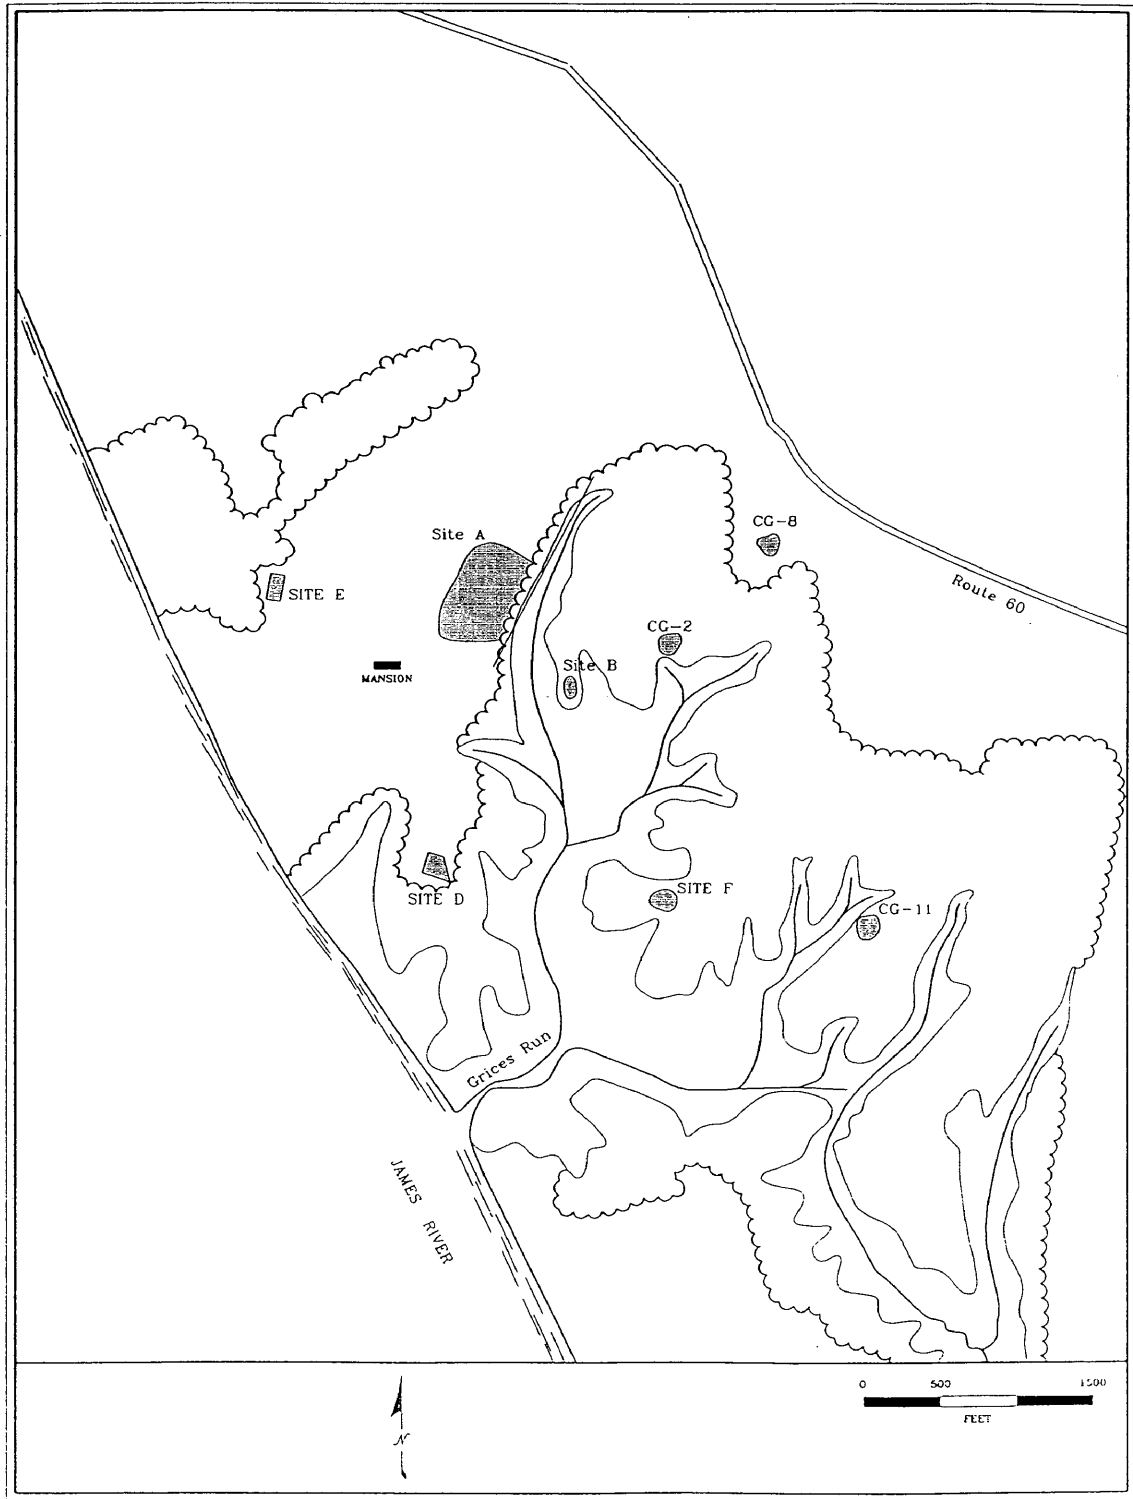 Site A
CG-8
Route 60
SITE E
CG-2
Site B
MANSION
SITE D
SITE F
CG-11
Grices Run
JAMES RIVER
0 500 1500
FEET
N